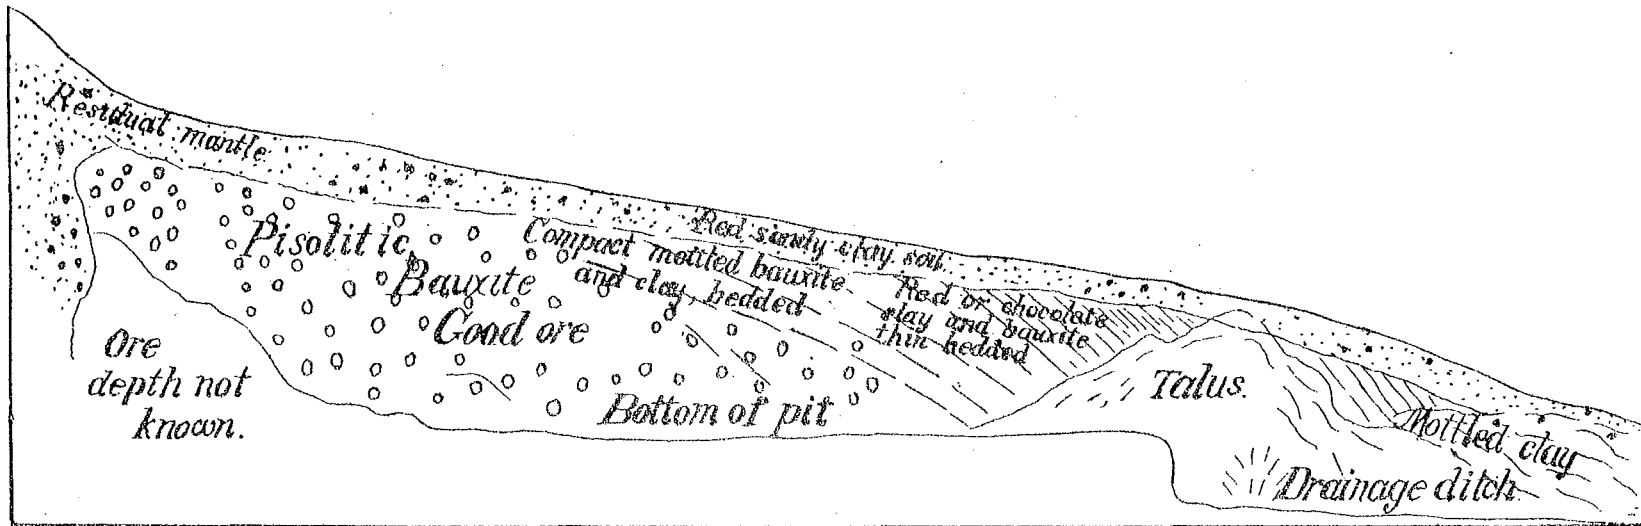 Residual mantle
Pisolitic
Bauxite
Good ore
Compact mottled bauxite
and clay, bedded
Red sandy clay soil
Red or chocolate
clay and bauxite
thin bedded
Ore
depth not
known.
Bottom of pit
Talus.
Mottled clay
Drainage ditch